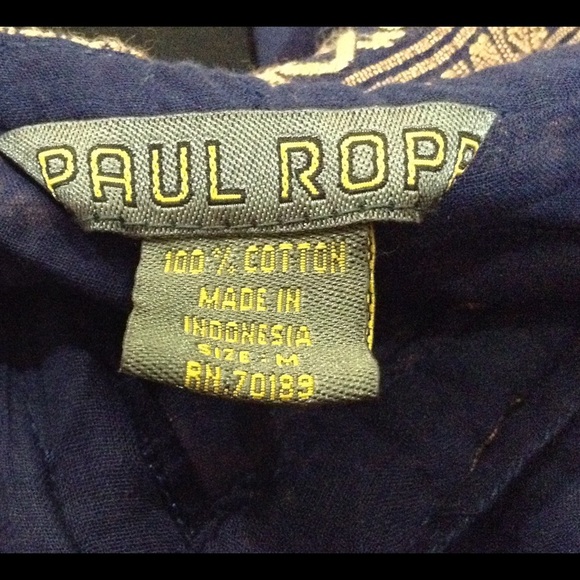 PAUL ROPP
100 % COTTON
MADE IN
INDONESIA
SIZE - M
RN.70189